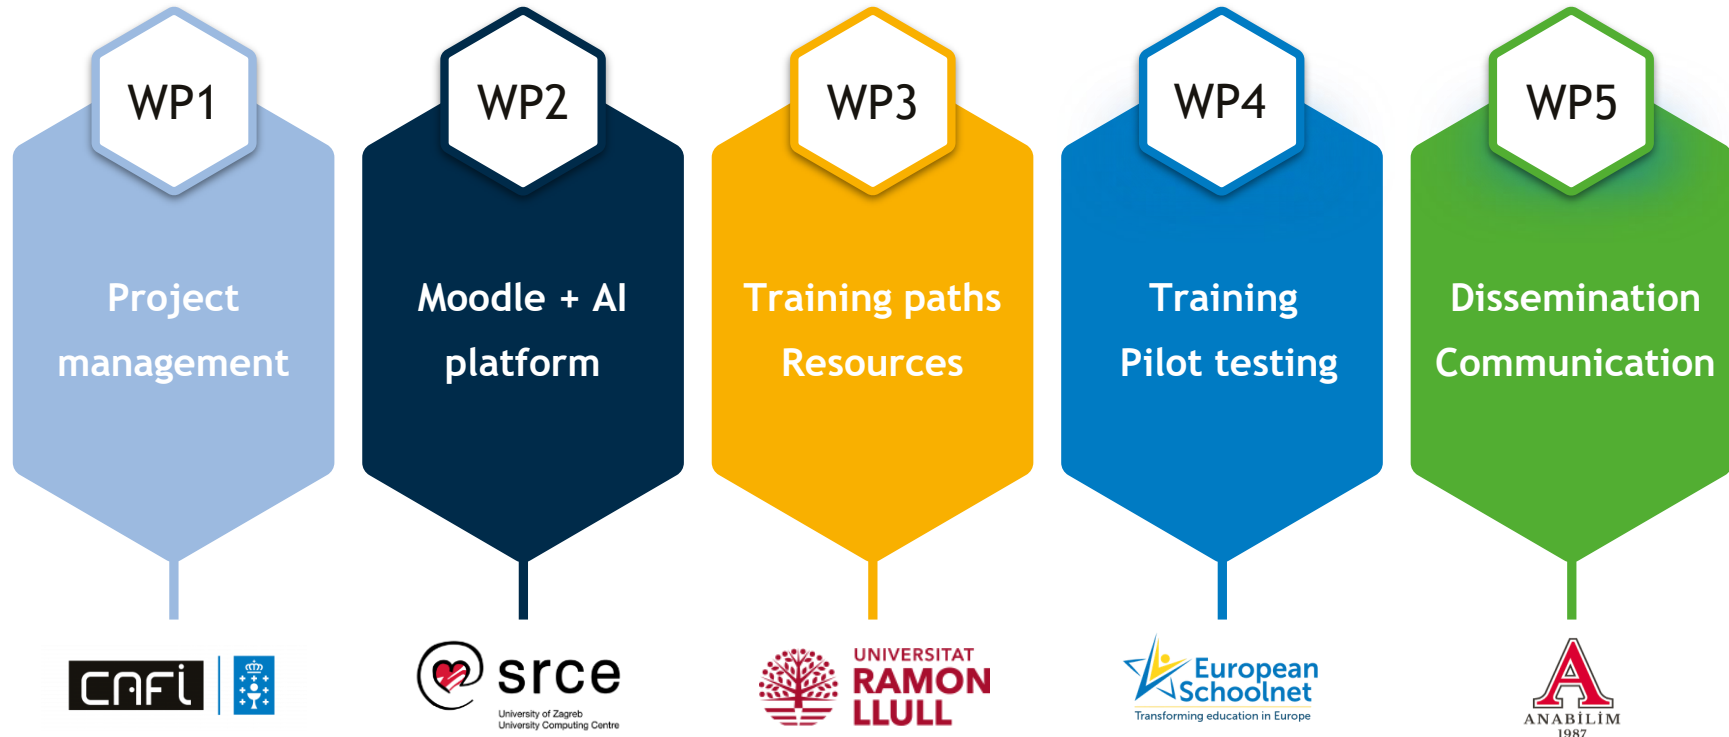 WP1
WP2
WP3
WP4
WP5
Project
management
Moodle + AI
platform
Training paths
Resources
Training
Pilot testing
Dissemination
Communication
CAFi
srce
University of Zagreb
University Computing Centre
UNIVERSITAT
RAMON
LLULL
European
Schoolnet
Transforming education in Europe
A
ANABİLİM
1987